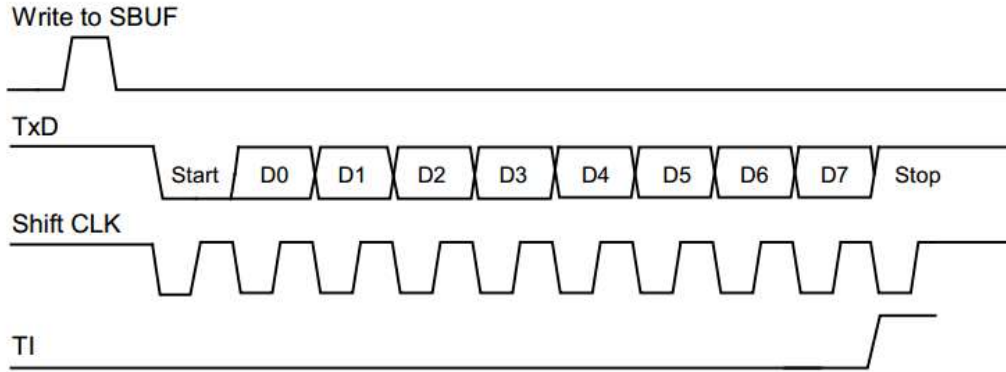 Write to SBUF
TxD
Start D0 D1 D2 D3 D4 D5 D6 D7 Stop
Shift CLK
TI